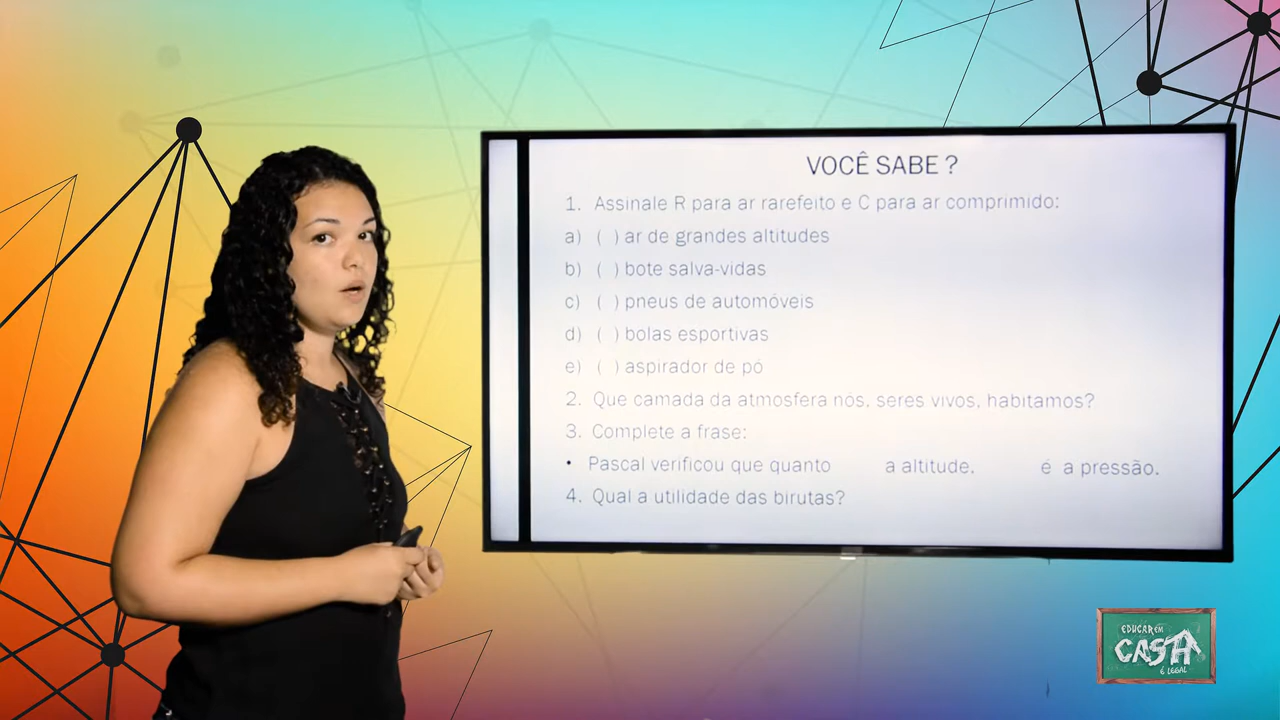 VOCÊ SABE ?
1. Assinale R para ar rarefeito e C para ar comprimido:
a) ( ) ar de grandes altitudes
b) ( ) bote salva-vidas
c) ( ) pneus de automóveis
d) ( ) bolas esportivas
e) ( ) aspirador de pó
2. Que camada da atmosfera nós, seres vivos, habitamos?
3. Complete a frase:
• Pascal verificou que quanto a altitude, é a pressão.
4. Qual a utilidade das birutas?
EDUCAR EM
CASA
É LEGAL